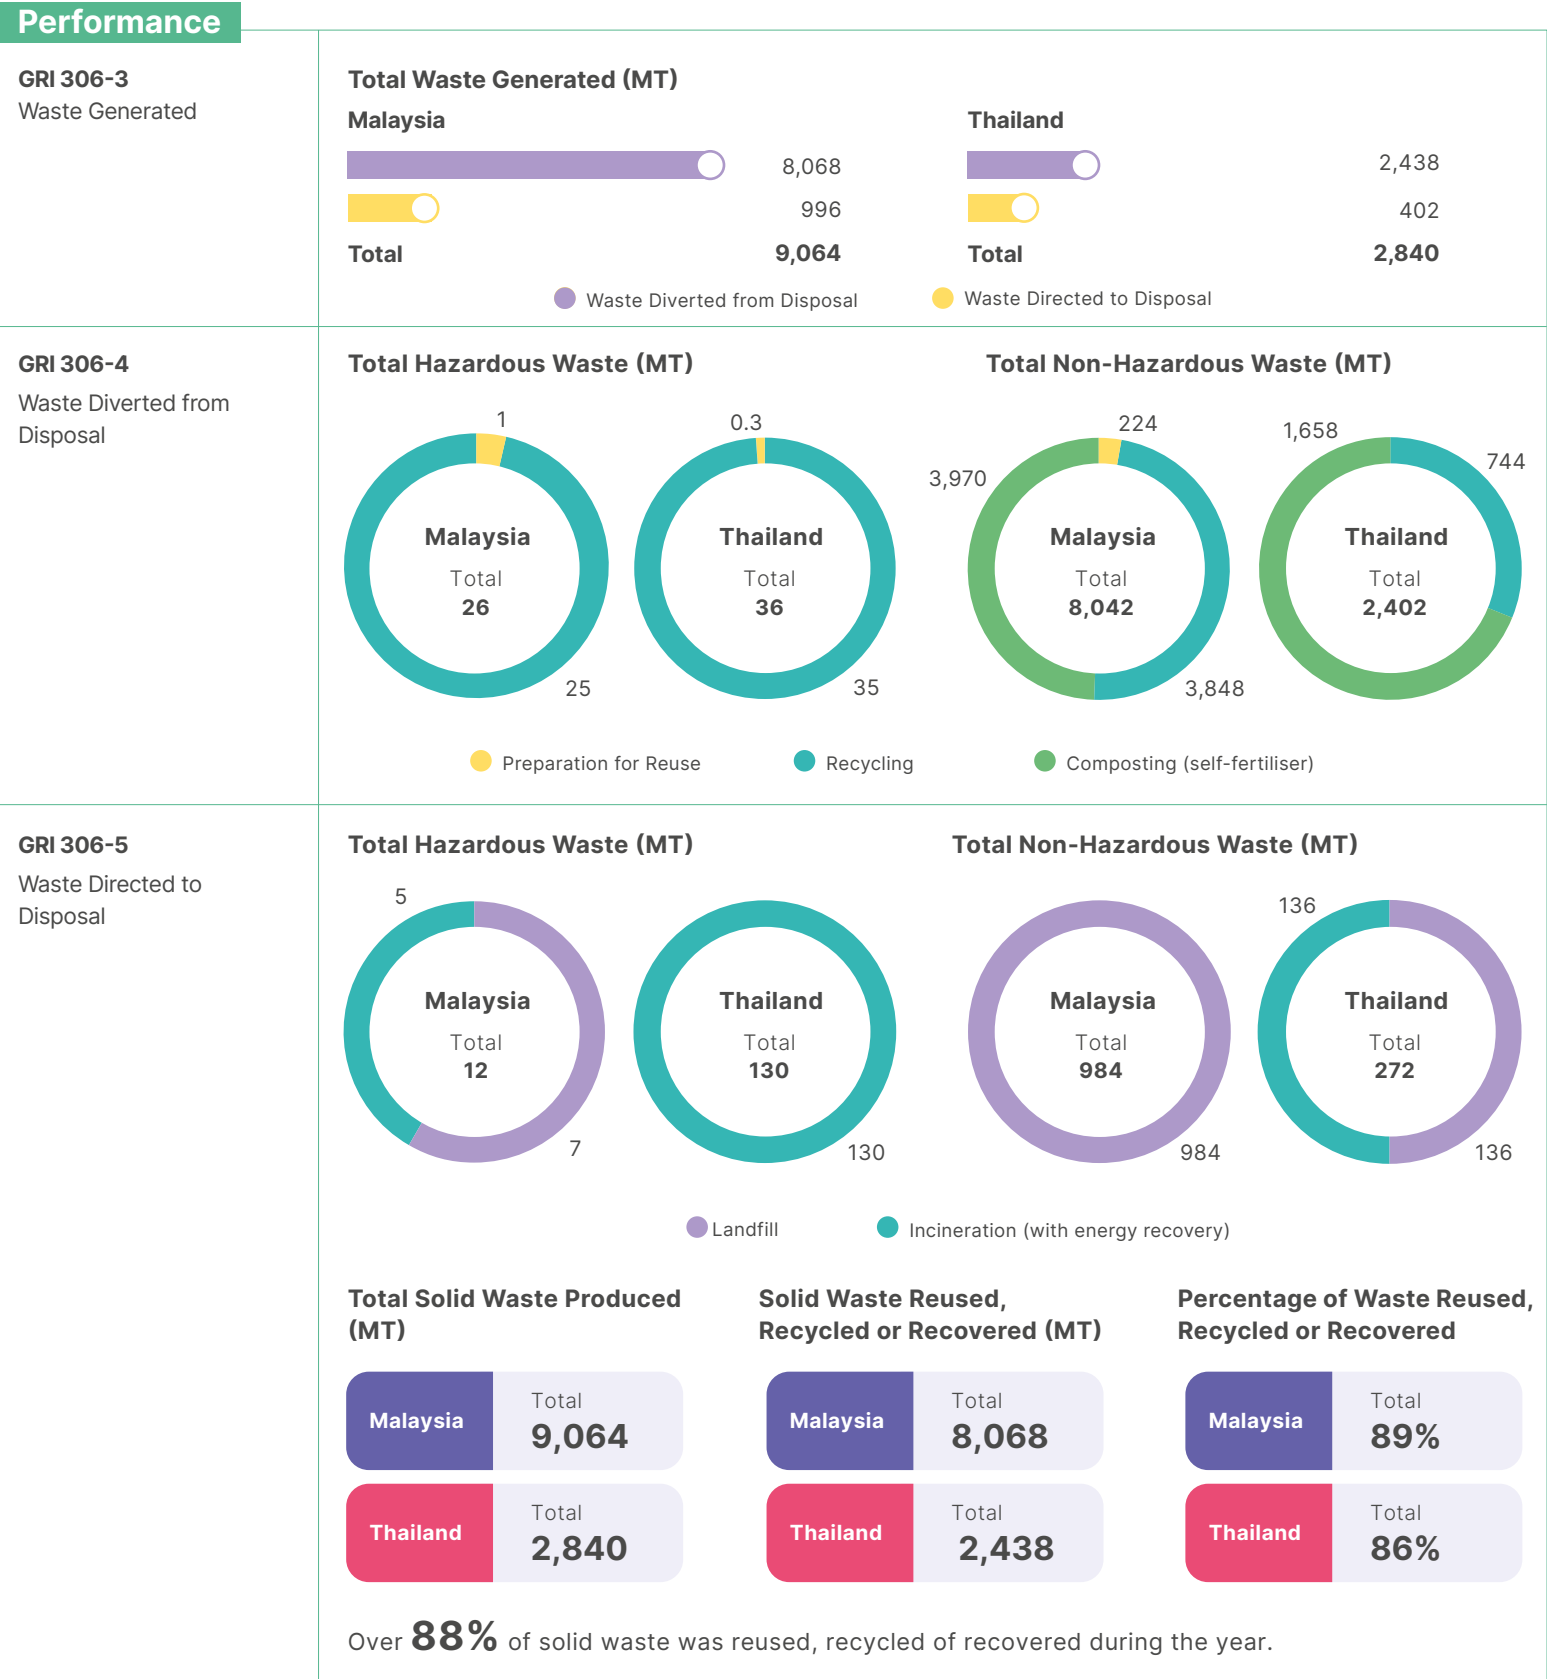 Performance
GRI 306-3
Waste Generated
Total Waste Generated (MT)
Malaysia
8,068
996
Total 9,064
Thailand
2,438
402
Total 2,840
Waste Diverted from Disposal
Waste Directed to Disposal
GRI 306-4
Waste Diverted from
Disposal
Total Hazardous Waste (MT)
1
Malaysia
Total
26
25
0.3
Thailand
Total
36
35
Total Non-Hazardous Waste (MT)
224
3,970
Malaysia
Total
8,042
3,848
1,658
744
Thailand
Total
2,402
Preparation for Reuse
Recycling
Composting (self-fertiliser)
GRI 306-5
Waste Directed to
Disposal
Total Hazardous Waste (MT)
5
Malaysia
Total
12
7
Thailand
Total
130
130
Total Non-Hazardous Waste (MT)
Malaysia
Total
984
984
136
Thailand
Total
272
136
Landfill
Incineration (with energy recovery)
Total Solid Waste Produced
(MT)
Malaysia
Total
9,064
Thailand
Total
2,840
Solid Waste Reused,
Recycled or Recovered (MT)
Malaysia
Total
8,068
Thailand
Total
2,438
Percentage of Waste Reused,
Recycled or Recovered
Malaysia
Total
89%
Thailand
Total
86%
Over 88% of solid waste was reused, recycled of recovered during the year.